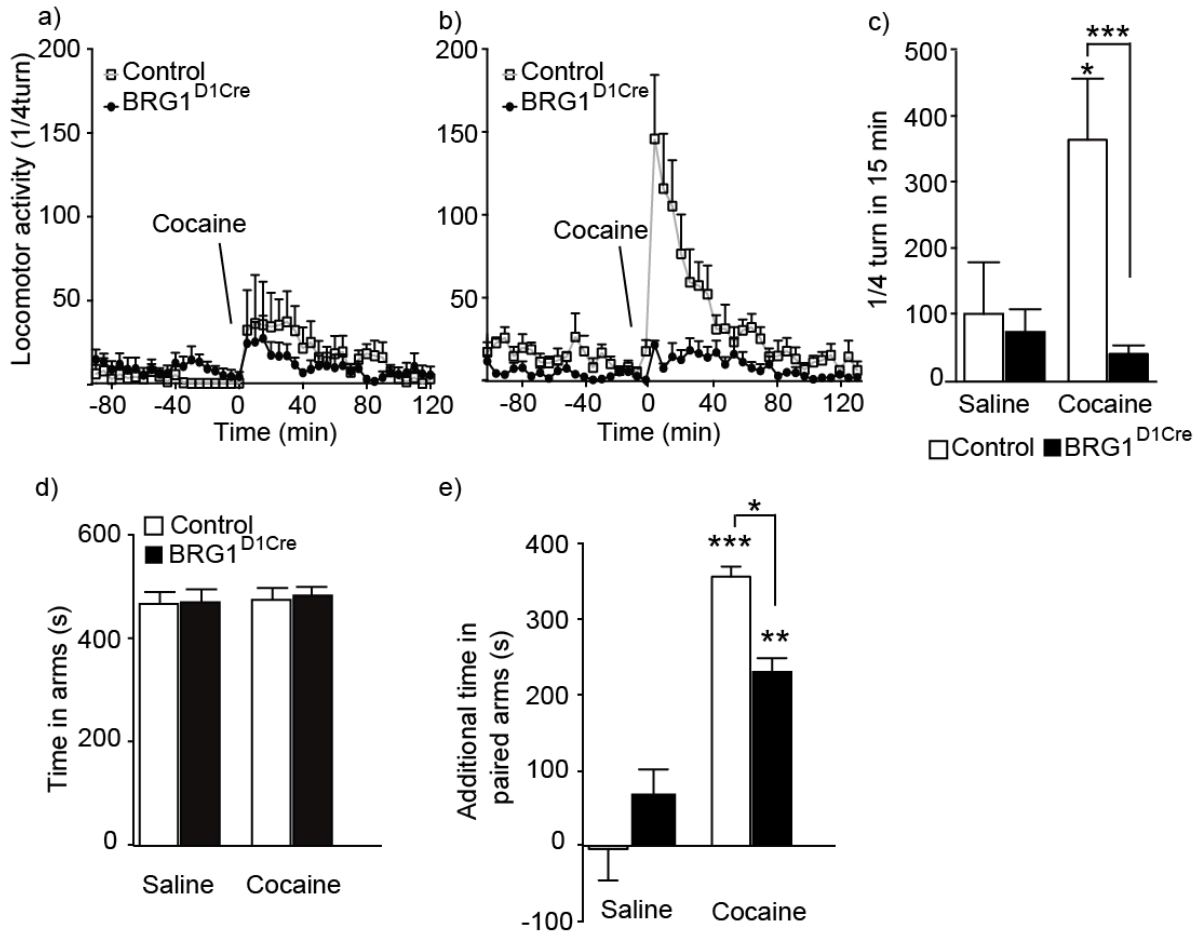 a)
200
150
100
50
Locomotor activity (1/4turn)
Control
BRG1D1Cre
Cocaine
-80 -40 0 40 80 120
Time (min)
b)
200
150
100
50
0
Control
BRG1D1Cre
Cocaine
-80 -40 0 40 80 120
Time (min)
c)
500
400
300
200
100
0
1/4 turn in 15 min
***
*
Saline Cocaine
Control BRG1D1Cre
d)
600
400
200
0
Time in arms (s)
Control
BRG1D1Cre
Saline Cocaine
e)
400
300
200
100
0
-100
Additional time in
paired arms (s)
*
***
**
Saline Cocaine